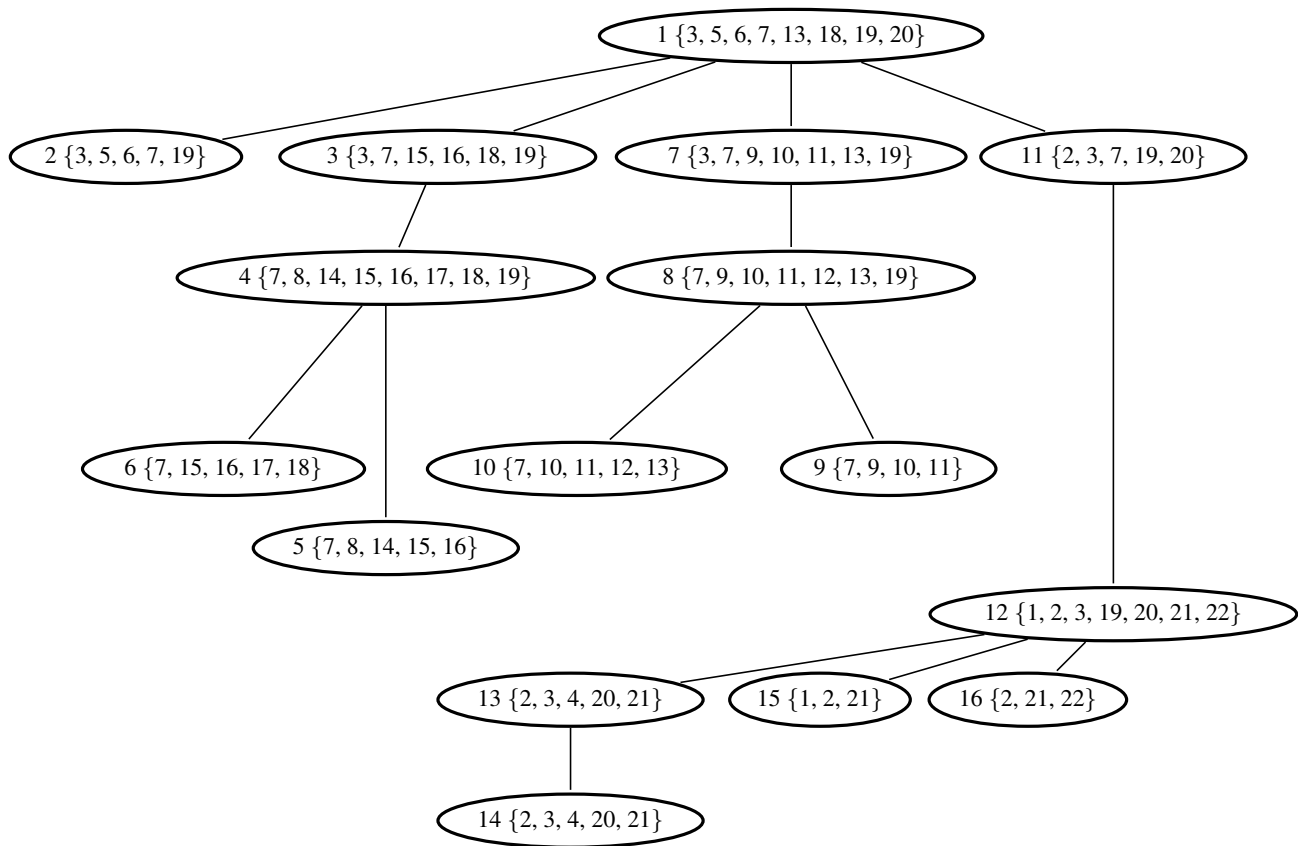 1 {3, 5, 6, 7, 13, 18, 19, 20}
2 {3, 5, 6, 7, 19}
3 {3, 7, 15, 16, 18, 19}
7 {3, 7, 9, 10, 11, 13, 19}
11 {2, 3, 7, 19, 20}
4 {7, 8, 14, 15, 16, 17, 18, 19}
8 {7, 9, 10, 11, 12, 13, 19}
6 {7, 15, 16, 17, 18}
10 {7, 10, 11, 12, 13}
9 {7, 9, 10, 11}
5 {7, 8, 14, 15, 16}
12 {1, 2, 3, 19, 20, 21, 22}
13 {2, 3, 4, 20, 21}
15 {1, 2, 21}
16 {2, 21, 22}
14 {2, 3, 4, 20, 21}